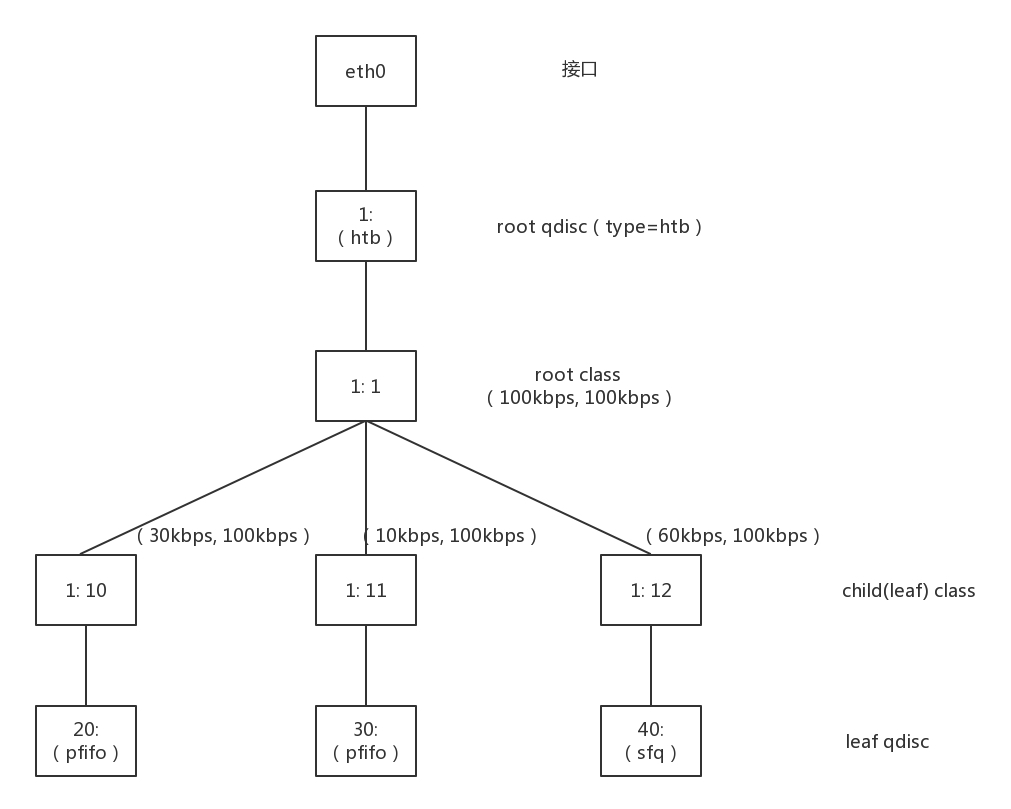 eth0
接口
1:
( htb )
root qdisc ( type=htb )
1: 1
root class
( 100kbps, 100kbps )
( 30kbps, 100kbps )
( 10kbps, 100kbps )
( 60kbps, 100kbps )
1: 10
1: 11
1: 12
child(leaf) class
20:
( pfifo )
30:
( pfifo )
40:
( sfq )
leaf qdisc